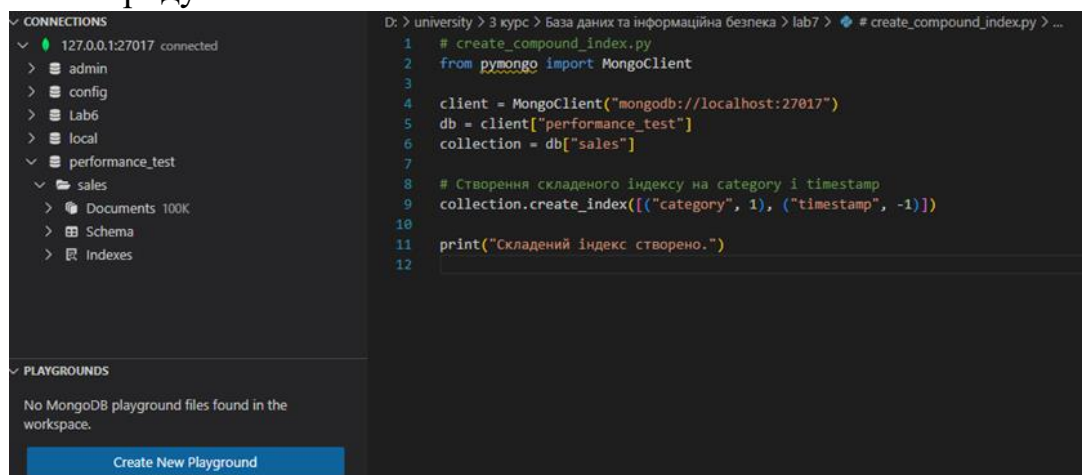 CONNECTIONS
127.0.0.1:27017 connected
admin
config
Lab6
local
performance_test
sales
Documents 100K
Schema
Indexes
PLAYGROUNDS
No MongoDB playground files found in the
workspace.
Create New Playground
D: > university > 3 курс > База даних та інформаційна безпека > lab7 > # create_compound_index.py > ...
1 # create_compound_index.py
2 from pymongo import MongoClient
3
4 client = MongoClient("mongodb://localhost:27017")
5 db = client["performance_test"]
6 collection = db["sales"]
7
8 # Створення складеного індексу на category і timestamp
9 collection.create_index([("category", 1), ("timestamp", -1)])
10
11 print("Складений індекс створено.")
12